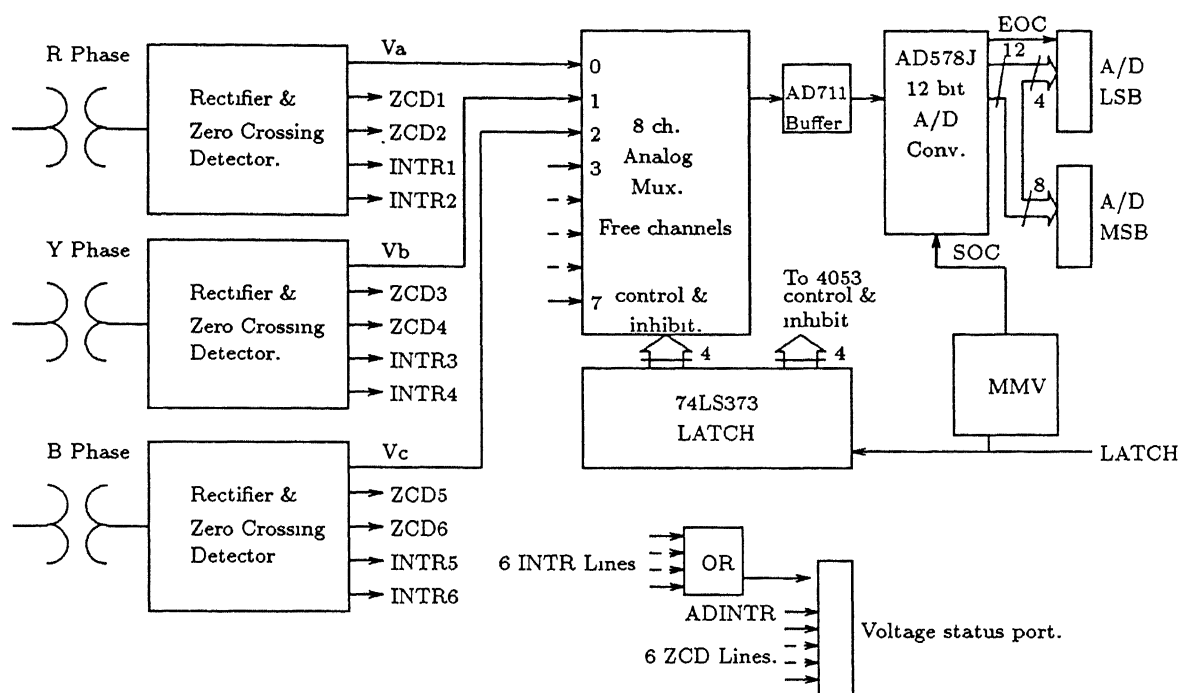 R Phase
Rectifier &
Zero Crossing
Detector.
Va
ZCD1
ZCD2
INTR1
INTR2
Y Phase
Rectifier &
Zero Crossing
Detector.
Vb
ZCD3
ZCD4
INTR3
INTR4
B Phase
Rectifier &
Zero Crossing
Detector
Vc
ZCD5
ZCD6
INTR5
INTR6
0
1
2
3
7
8 ch.
Analog
Mux.
Free channels
control &
inhibit.
4
AD711
Buffer
AD578J
12 bit
A/D
Conv.
EOC
12
4
8
A/D
LSB
A/D
MSB
SOC
To 4053
control &
inhibit
4
74LS373
LATCH
MMV
LATCH
6 INTR Lines
OR
ADINTR
6 ZCD Lines.
Voltage status port.